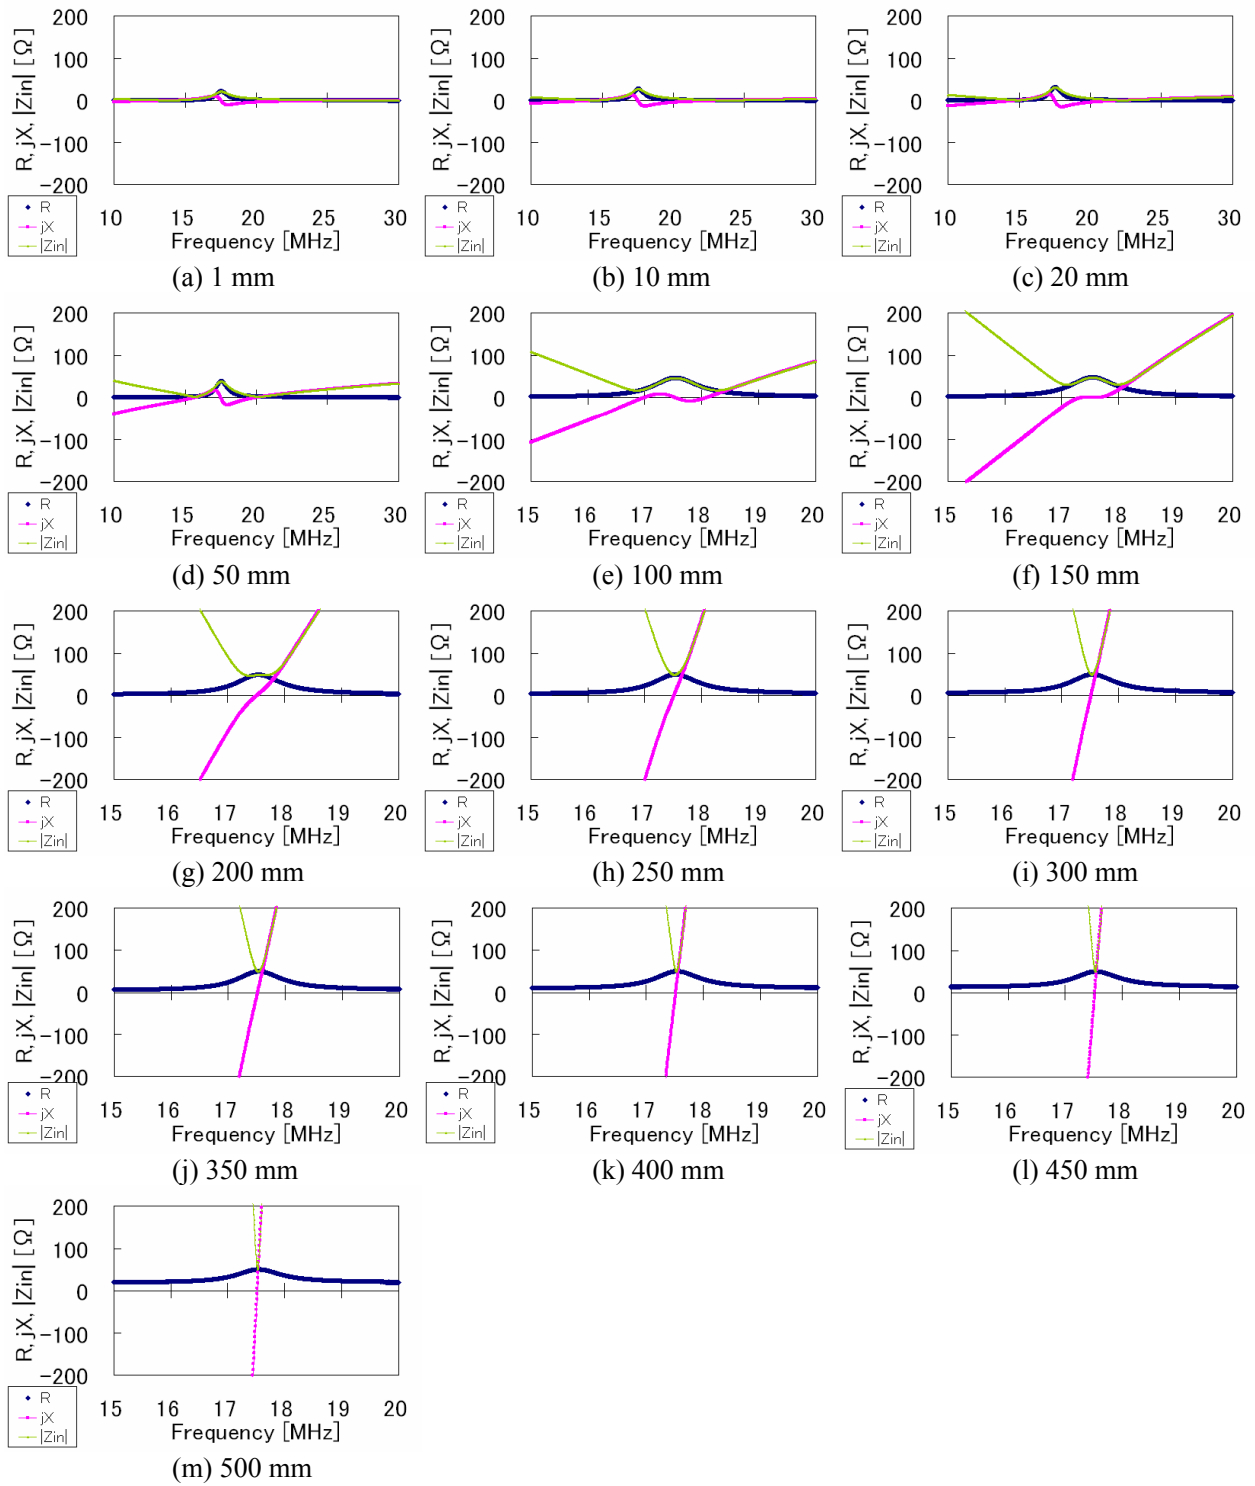 R, jX, |Zin| [Ω]
200
100
0
-100
-200
R
jX
|Zin|
10 15 20 25 30
Frequency [MHz]
(a) 1 mm
R, jX, |Zin| [Ω]
200
100
0
-100
-200
R
jX
|Zin|
10 15 20 25 30
Frequency [MHz]
(b) 10 mm
R, jX, |Zin| [Ω]
200
100
0
-100
-200
R
jX
|Zin|
10 15 20 25 30
Frequency [MHz]
(c) 20 mm
R, jX, |Zin| [Ω]
200
100
0
-100
-200
R
jX
|Zin|
10 15 20 25 30
Frequency [MHz]
(d) 50 mm
R, jX, |Zin| [Ω]
200
100
0
-100
-200
R
jX
|Zin|
15 16 17 18 19 20
Frequency [MHz]
(e) 100 mm
R, jX, |Zin| [Ω]
200
100
0
-100
-200
R
jX
|Zin|
15 16 17 18 19 20
Frequency [MHz]
(f) 150 mm
R, jX, |Zin| [Ω]
200
100
0
-100
-200
R
jX
|Zin|
15 16 17 18 19 20
Frequency [MHz]
(g) 200 mm
R, jX, |Zin| [Ω]
200
100
0
-100
-200
R
jX
|Zin|
15 16 17 18 19 20
Frequency [MHz]
(h) 250 mm
R, jX, |Zin| [Ω]
200
100
0
-100
-200
R
jX
|Zin|
15 16 17 18 19 20
Frequency [MHz]
(i) 300 mm
R, jX, |Zin| [Ω]
200
100
0
-100
-200
R
jX
|Zin|
15 16 17 18 19 20
Frequency [MHz]
(j) 350 mm
R, jX, |Zin| [Ω]
200
100
0
-100
-200
R
jX
|Zin|
15 16 17 18 19 20
Frequency [MHz]
(k) 400 mm
R, jX, |Zin| [Ω]
200
100
0
-100
-200
R
jX
|Zin|
15 16 17 18 19 20
Frequency [MHz]
(l) 450 mm
R, jX, |Zin| [Ω]
200
100
0
-100
-200
R
jX
|Zin|
15 16 17 18 19 20
Frequency [MHz]
(m) 500 mm